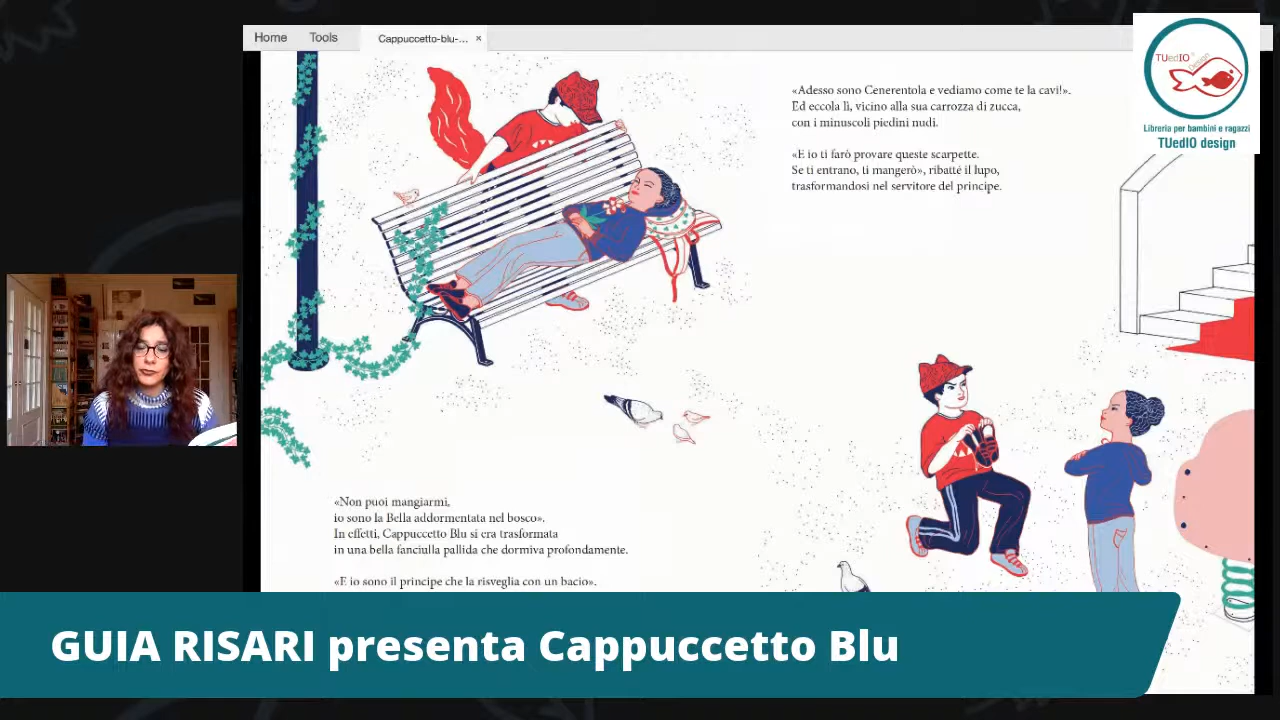 Home
Tools
Cappuccetto-blu-... ×
TUedIO
Design
Libreria per bambini e ragazzi
TUedIO design
«Adesso sono Cenerentola e vediamo come te la cavi!».
Ed eccola lì, vicino alla sua carrozza di zucca,
con i minuscoli piedini nudi.
«E io ti farò provare queste scarpette.
Se ti entrano, ti mangerò», ribatté il lupo,
trasformandosi nel servitore del principe.
«Non puoi mangiarmi,
io sono la Bella addormentata nel bosco».
In effetti, Cappuccetto Blu si era trasformata
in una bella fanciulla pallida che dormiva profondamente.
«E io sono il principe che la risveglia con un bacio».
GUIA RISARI presenta Cappuccetto Blu